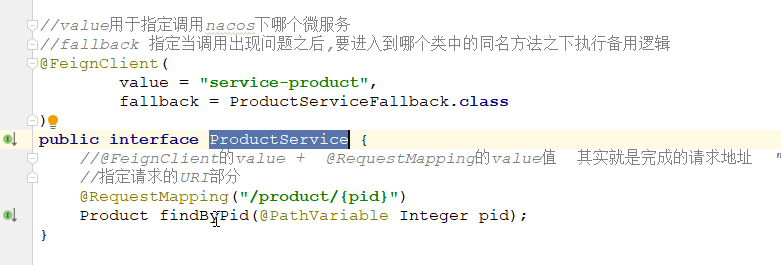 //value用于指定调用nacos下哪个微服务
//fallback 指定当调用出现问题之后,要进入到哪个类中的同名方法之下执行备用逻辑
@FeignClient(
value = "service-product",
fallback = ProductServiceFallback.class
)
public interface ProductService {
//@FeignClient的value + @RequestMapping的value值 其实就是完成的请求地址 "
//指定请求的URI部分
@RequestMapping("/product/{pid}")
Product findByPid(@PathVariable Integer pid);
}